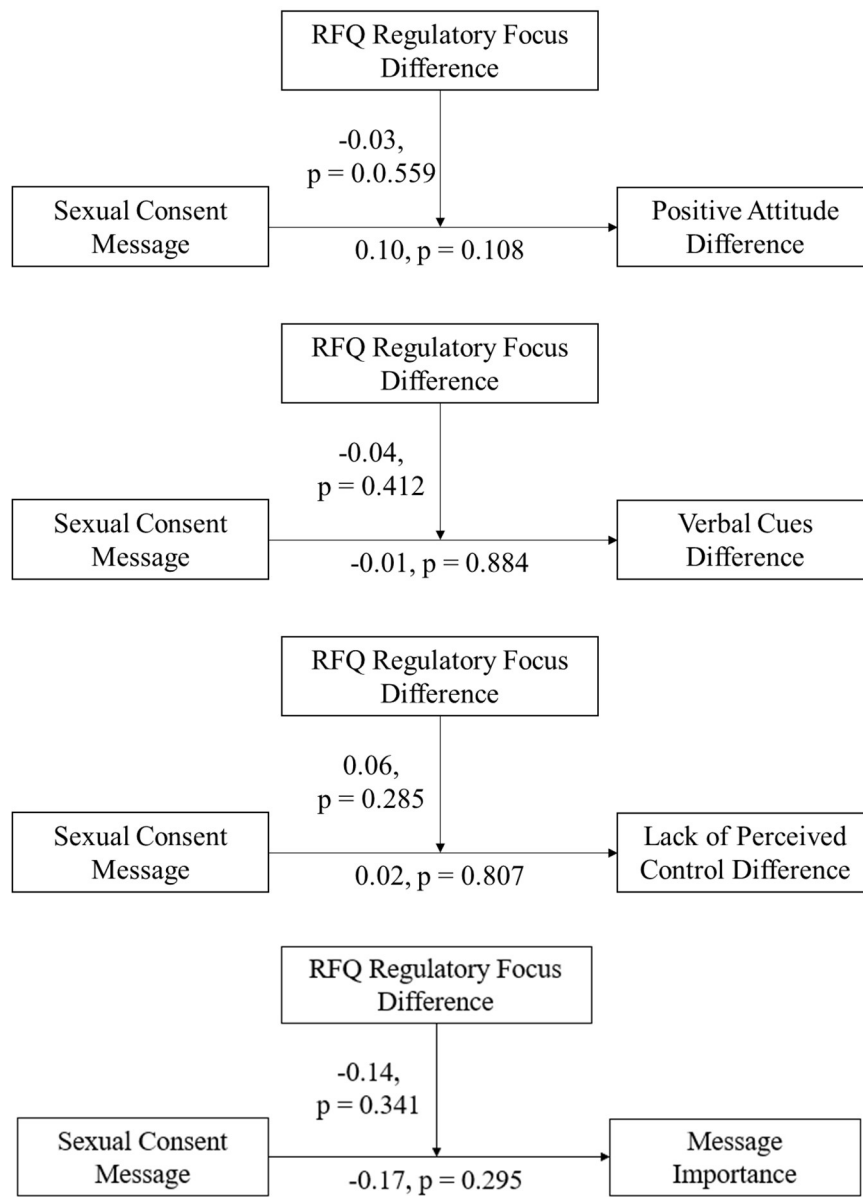 RFQ Regulatory Focus
Difference
-0.03,
p = 0.0.559
Sexual Consent
Message
0.10, p = 0.108
Positive Attitude
Difference
RFQ Regulatory Focus
Difference
-0.04,
p = 0.412
Sexual Consent
Message
-0.01, p = 0.884
Verbal Cues
Difference
RFQ Regulatory Focus
Difference
0.06,
p = 0.285
Sexual Consent
Message
0.02, p = 0.807
Lack of Perceived
Control Difference
RFQ Regulatory Focus
Difference
-0.14,
p = 0.341
Sexual Consent
Message
-0.17, p = 0.295
Message
Importance